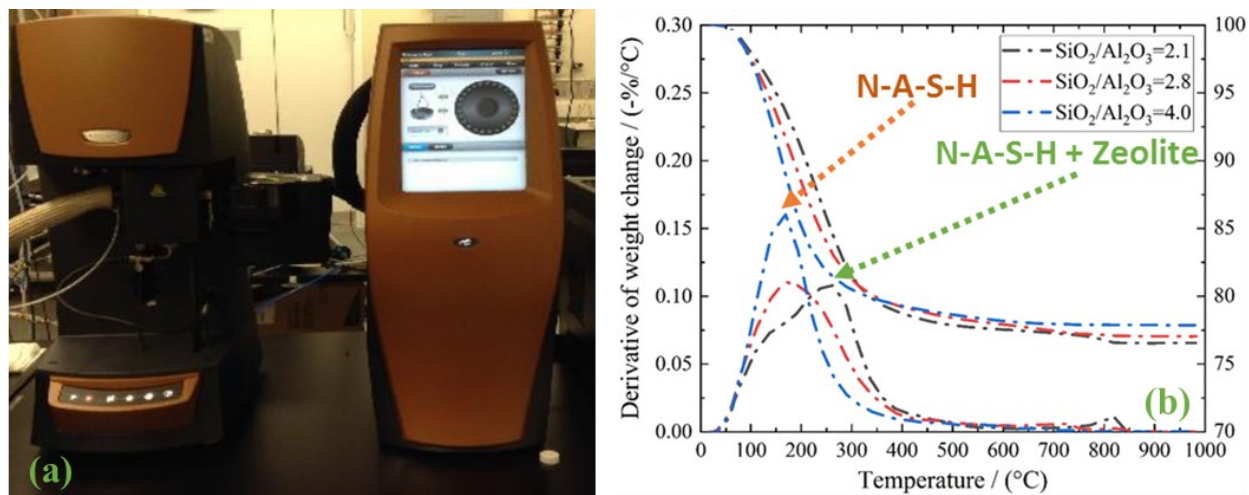 (a)
0.30
0.25
0.20
0.15
0.10
0.05
0.00
Derivative of weight change / (-%/°C)
100
95
90
85
80
75
70
SiO₂/Al₂O₃=2.1
SiO₂/Al₂O₃=2.8
SiO₂/Al₂O₃=4.0
N-A-S-H
N-A-S-H + Zeolite
(b)
0 100 200 300 400 500 600 700 800 900 1000
Temperature / (°C)